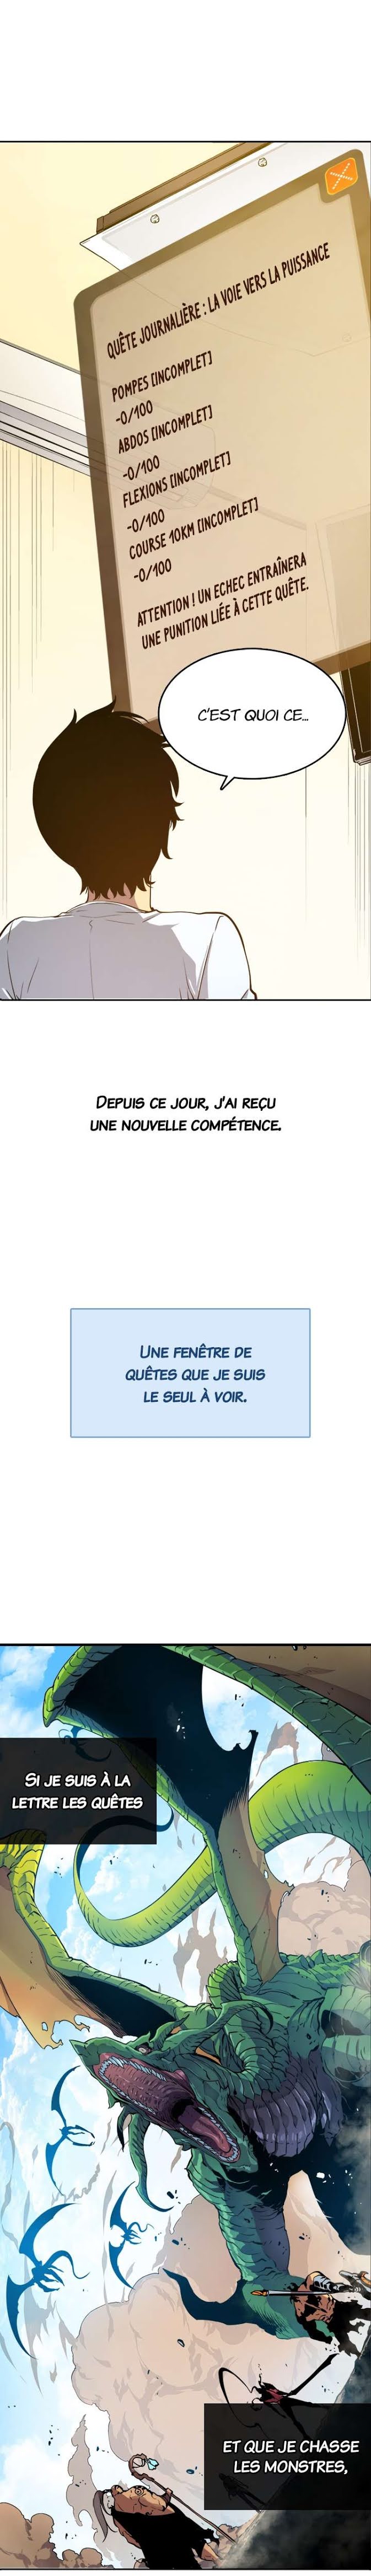 QUÊTE JOURNALIÈRE : LA VOIE VERS LA PUISSANCE
POMPES [INCOMPLET]
-0/100
ABDOS [INCOMPLET]
-0/100
FLEXIONS [INCOMPLET]
-0/100
COURSE 10KM [INCOMPLET]
-0/100
ATTENTION ! UN ECHEC ENTRAÎNERA
UNE PUNITION LIÉE À CETTE QUÊTE.
C'EST QUOI CE...
DEPUIS CE JOUR, J'AI REÇU
UNE NOUVELLE COMPÉTENCE.
UNE FENÊTRE DE
QUÊTES QUE JE SUIS
LE SEUL À VOIR.
SI JE SUIS À LA
LETTRE LES QUÊTES
ET QUE JE CHASSE
LES MONSTRES,